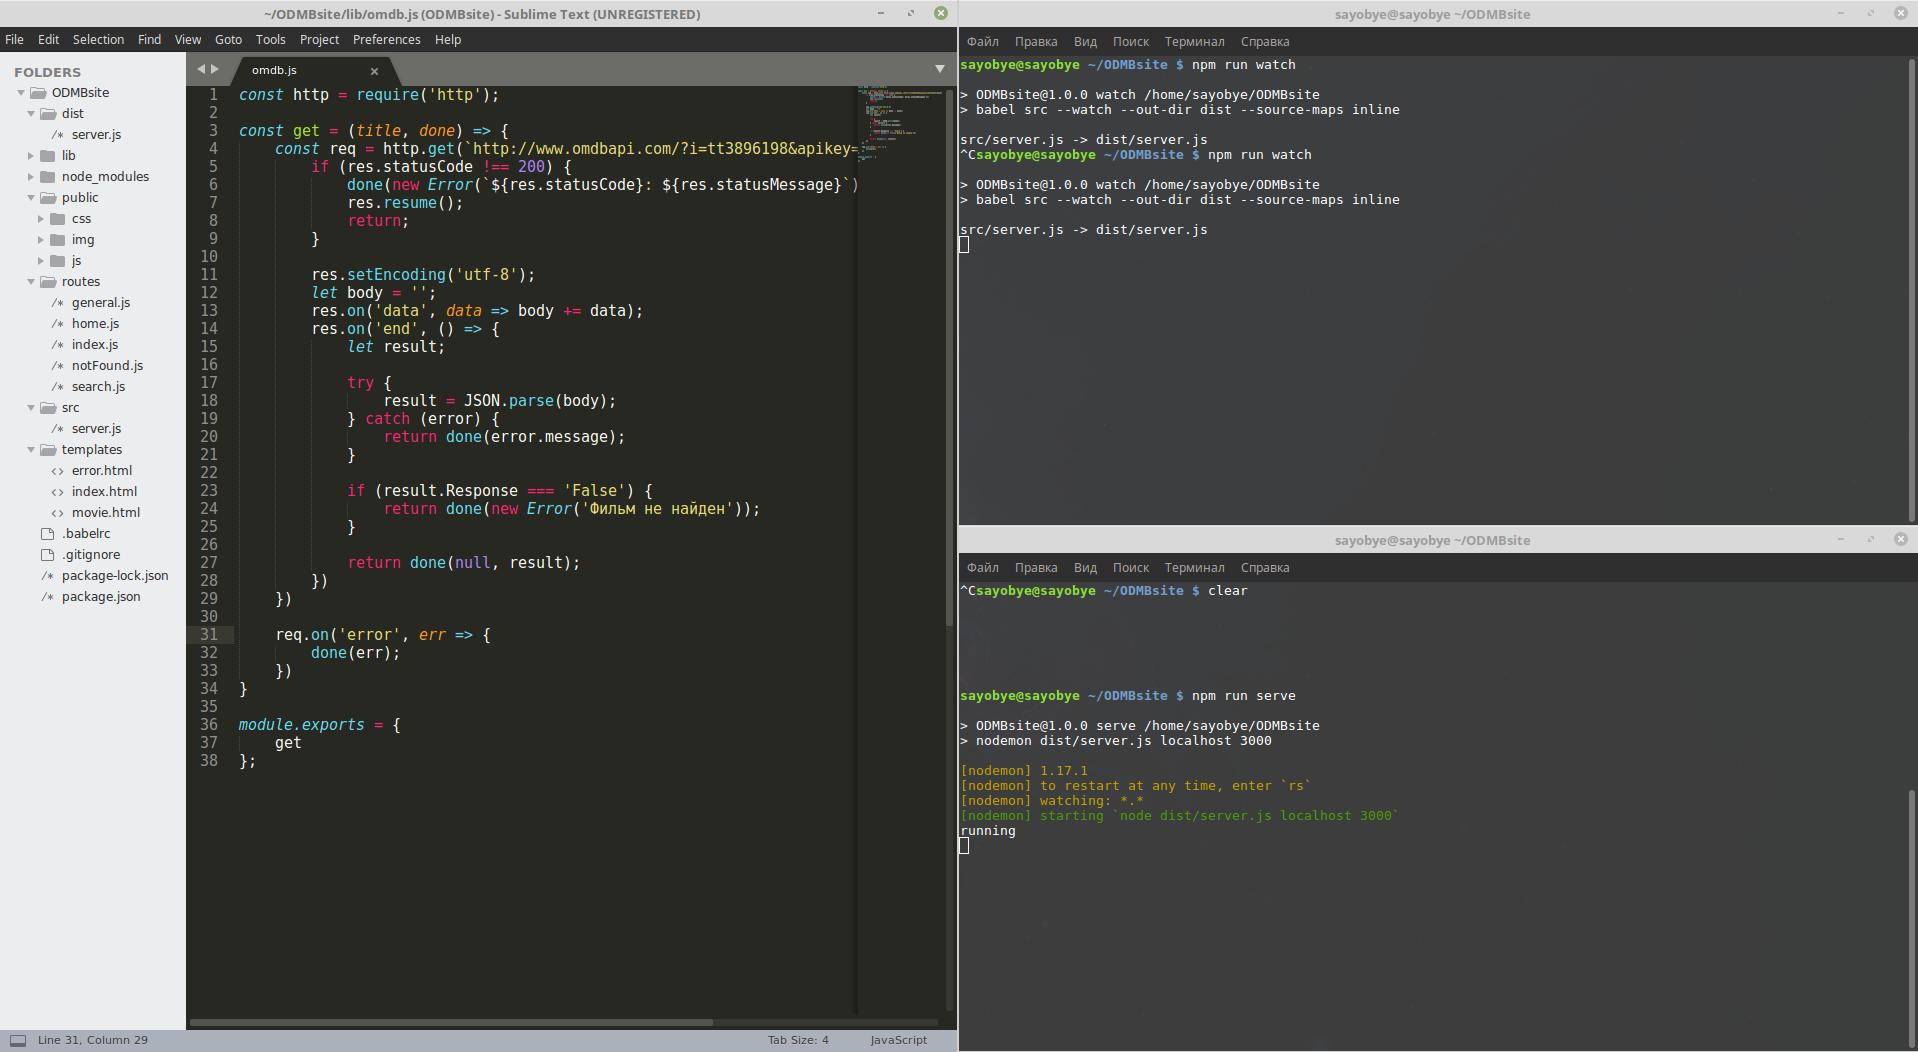 ~/ODMBsite/lib/omdb.js (ODMBsite) - Sublime Text (UNREGISTERED)
File Edit Selection Find View Goto Tools Project Preferences Help
FOLDERS
ODMBsite
dist
server.js
lib
node_modules
public
css
img
js
routes
/* general.js
/* home.js
/* index.js
/* notFound.js
/* search.js
src
/* server.js
templates
<> error.html
<> index.html
<> movie.html
.babelrc
.gitignore
/* package-lock.json
/* package.json
omdb.js
1 const http = require('http');
2
3 const get = (title, done) => {
4     const req = http.get(`http://www.omdbapi.com/?i=tt3896198&apikey=
5         if (res.statusCode !== 200) {
6             done(new Error(`${res.statusCode}: ${res.statusMessage}`)
7             res.resume();
8             return;
9         }
10
11         res.setEncoding('utf-8');
12         let body = '';
13         res.on('data', data => body += data);
14         res.on('end', () => {
15             let result;
16
17             try {
18                 result = JSON.parse(body);
19             } catch (error) {
20                 return done(error.message);
21             }
22
23             if (result.Response === 'False') {
24                 return done(new Error('Фильм не найден'));
25             }
26
27             return done(null, result);
28         })
29     })
30
31     req.on('error', err => {
32         done(err);
33     })
34 }
35
36 module.exports = {
37     get
38 };
Line 31, Column 29 Tab Size: 4 JavaScript
sayobye@sayobye ~/ODMBsite
Файл Правка Вид Поиск Терминал Справка
sayobye@sayobye ~/ODMBsite $ npm run watch
> ODMBsite@1.0.0 watch /home/sayobye/ODMBsite
> babel src --watch --out-dir dist --source-maps inline
src/server.js -> dist/server.js
^Csayobye@sayobye ~/ODMBsite $ npm run watch
> ODMBsite@1.0.0 watch /home/sayobye/ODMBsite
> babel src --watch --out-dir dist --source-maps inline
src/server.js -> dist/server.js
sayobye@sayobye ~/ODMBsite
Файл Правка Вид Поиск Терминал Справка
^Csayobye@sayobye ~/ODMBsite $ clear
sayobye@sayobye ~/ODMBsite $ npm run serve
> ODMBsite@1.0.0 serve /home/sayobye/ODMBsite
> nodemon dist/server.js localhost 3000
[nodemon] 1.17.1
[nodemon] to restart at any time, enter `rs`
[nodemon] watching: *.*
[nodemon] starting `node dist/server.js localhost 3000`
running